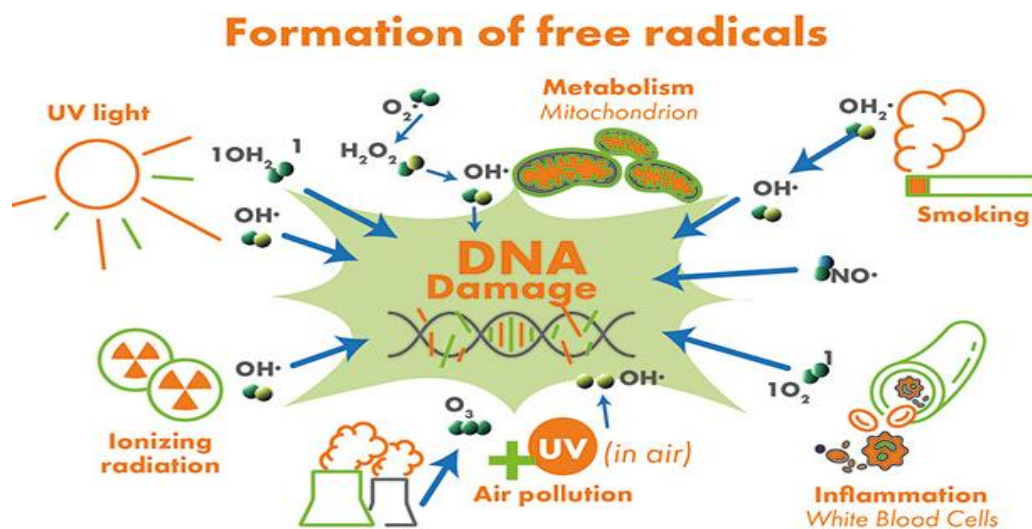 Formation of free radicals
UV light
1OH₂ 1
OH·
O₂·
H₂O₂
OH·
Metabolism
Mitochondrion
OH₂·
OH·
Smoking
DNA
Damage
NO·
1O₂ 1
OH·
Ionizing
radiation
O₃
OH·
+ UV (in air)
Air pollution
Inflammation
White Blood Cells